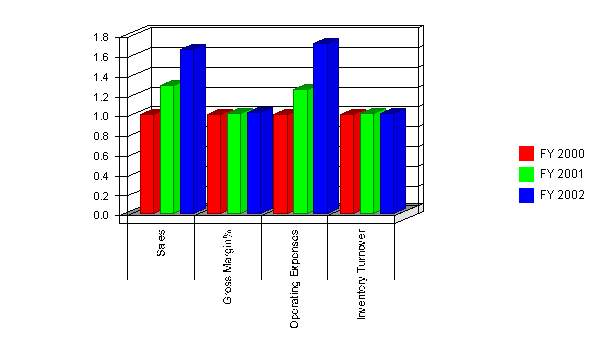 1.8
1.6
1.4
1.2
1.0
0.8
0.6
0.4
0.2
0.0
Sales
Gross Margin%
Operating Expenses
Inventory Turnover
FY 2000
FY 2001
FY 2002